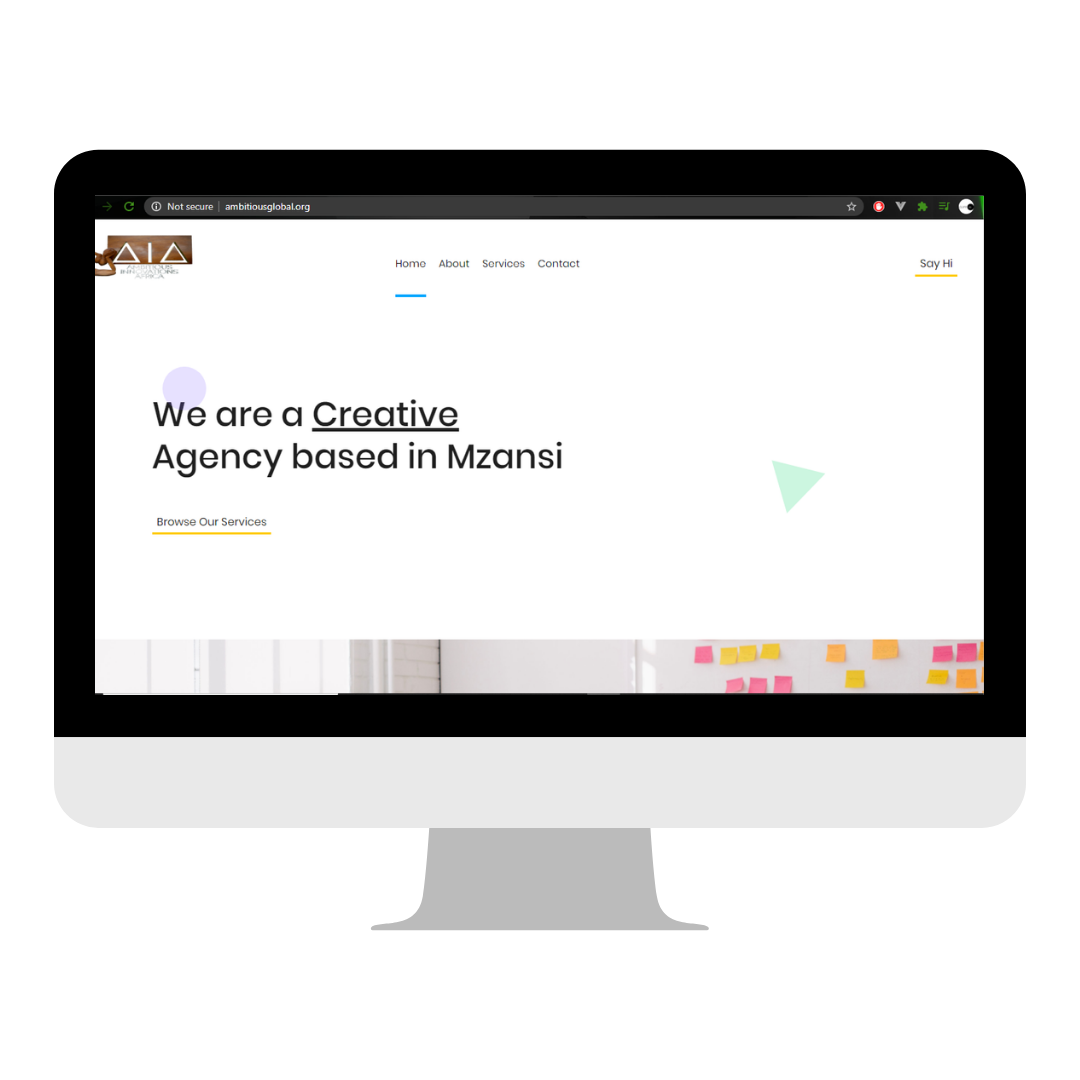 Not secure | ambitiousglobal.org
AIA
AMBITIOUS
INNOVATIONS
AFRICA
Home About Services Contact
Say Hi
We are a Creative
Agency based in Mzansi
Browse Our Services